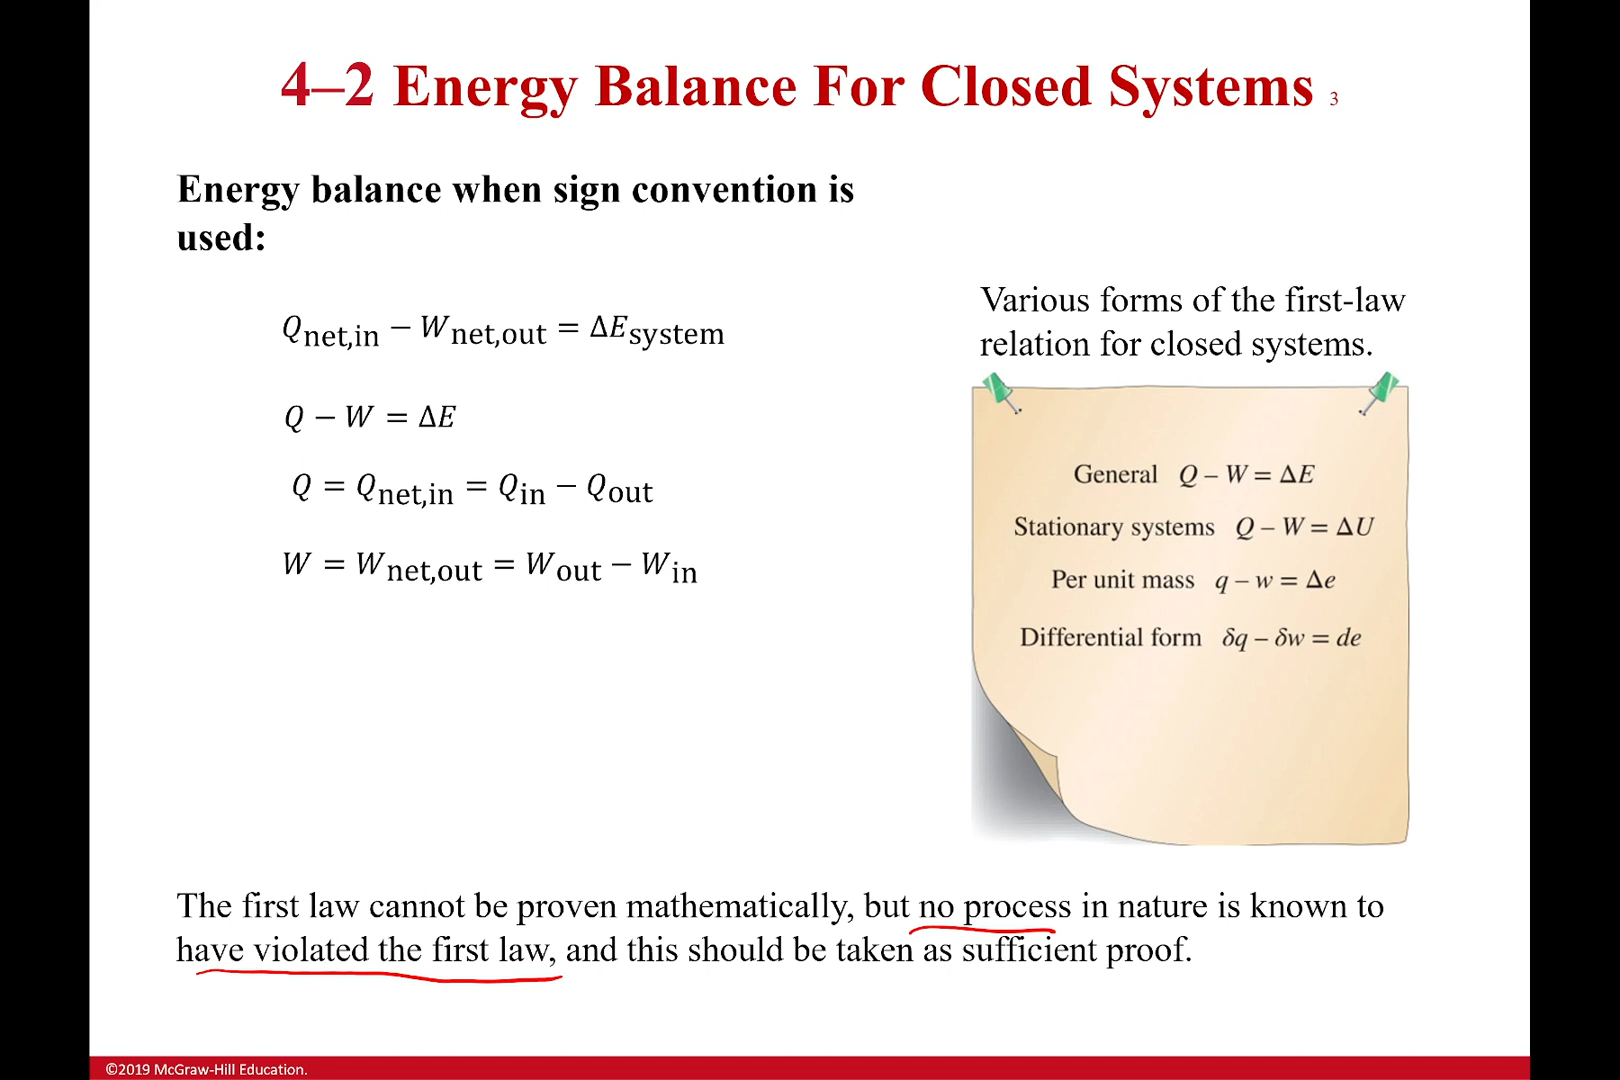 4–2 Energy Balance For Closed Systems 3
Energy balance when sign convention is
used:
Q_net,in − W_net,out = ΔE_system
Q − W = ΔE
Q = Q_net,in = Q_in − Q_out
W = W_net,out = W_out − W_in
Various forms of the first-law
relation for closed systems.
General Q – W = ΔE
Stationary systems Q – W = ΔU
Per unit mass q – w = Δe
Differential form δq – δw = de
The first law cannot be proven mathematically, but no process in nature is known to
have violated the first law, and this should be taken as sufficient proof.
©2019 McGraw-Hill Education.